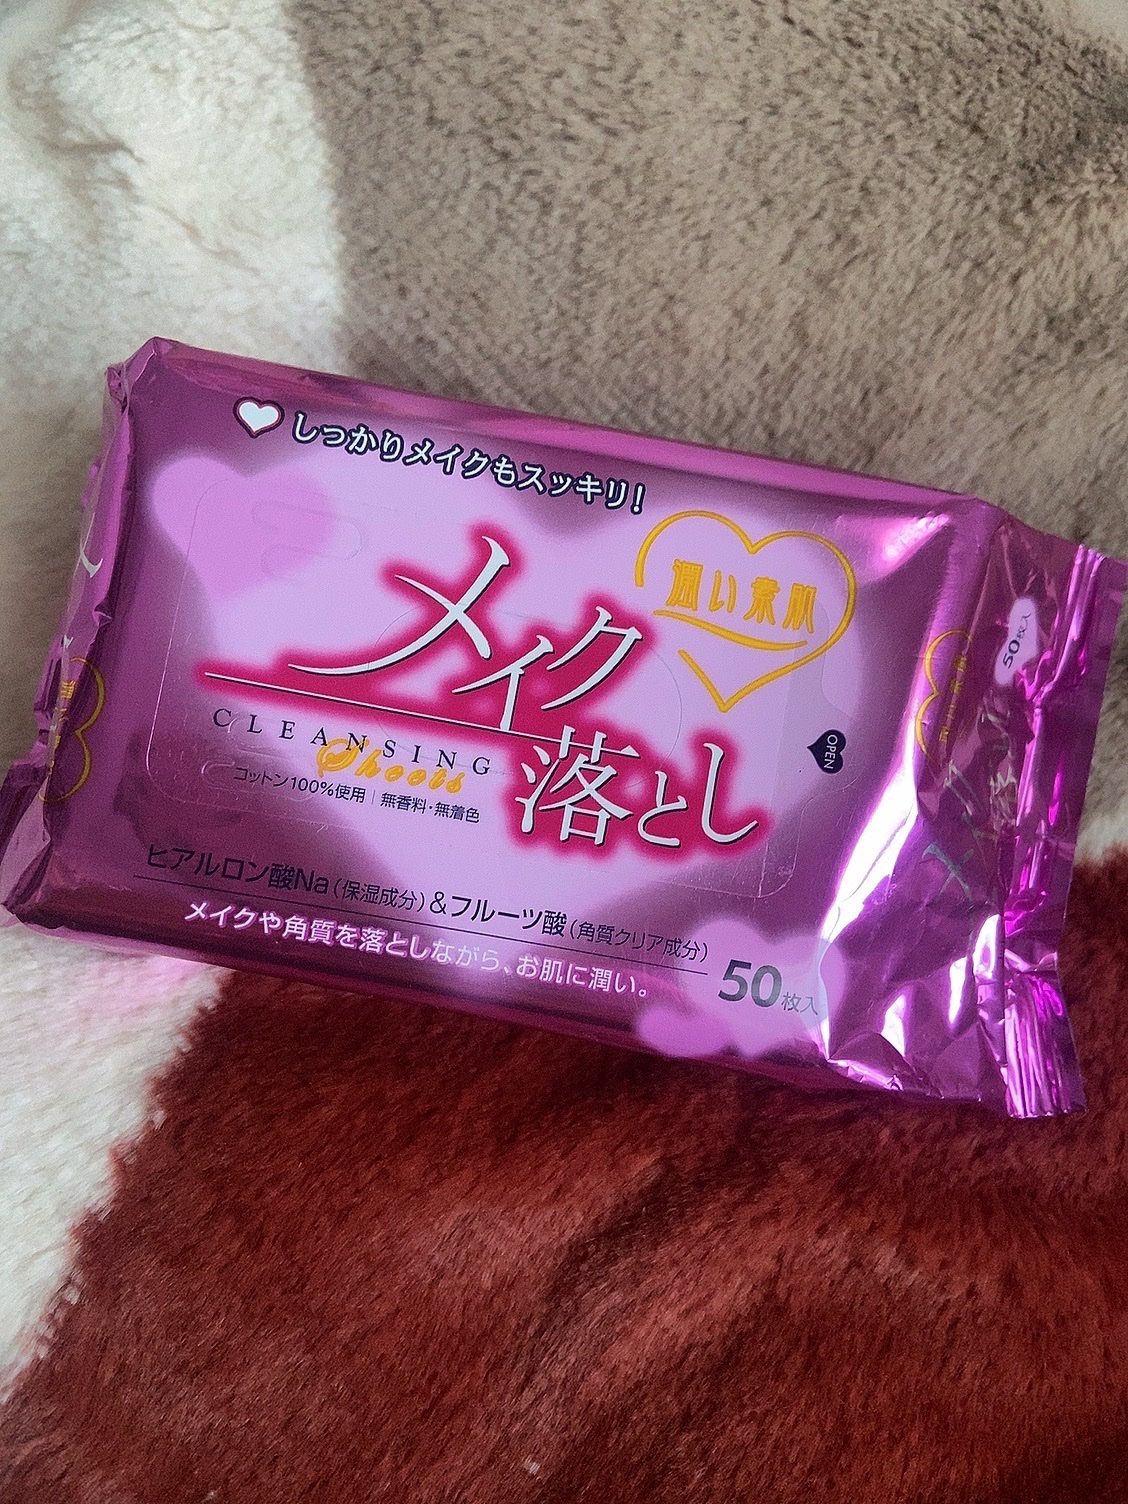 しっかりメイクもスッキリ!
潤い素肌
メイク
落とし
CLEANSING
Sheets
コットン100%使用|無香料・無着色
OPEN
ヒアルロン酸Na(保湿成分)&フルーツ酸(角質クリア成分)
メイクや角質を落としながら、お肌に潤い。
50枚入
50枚入